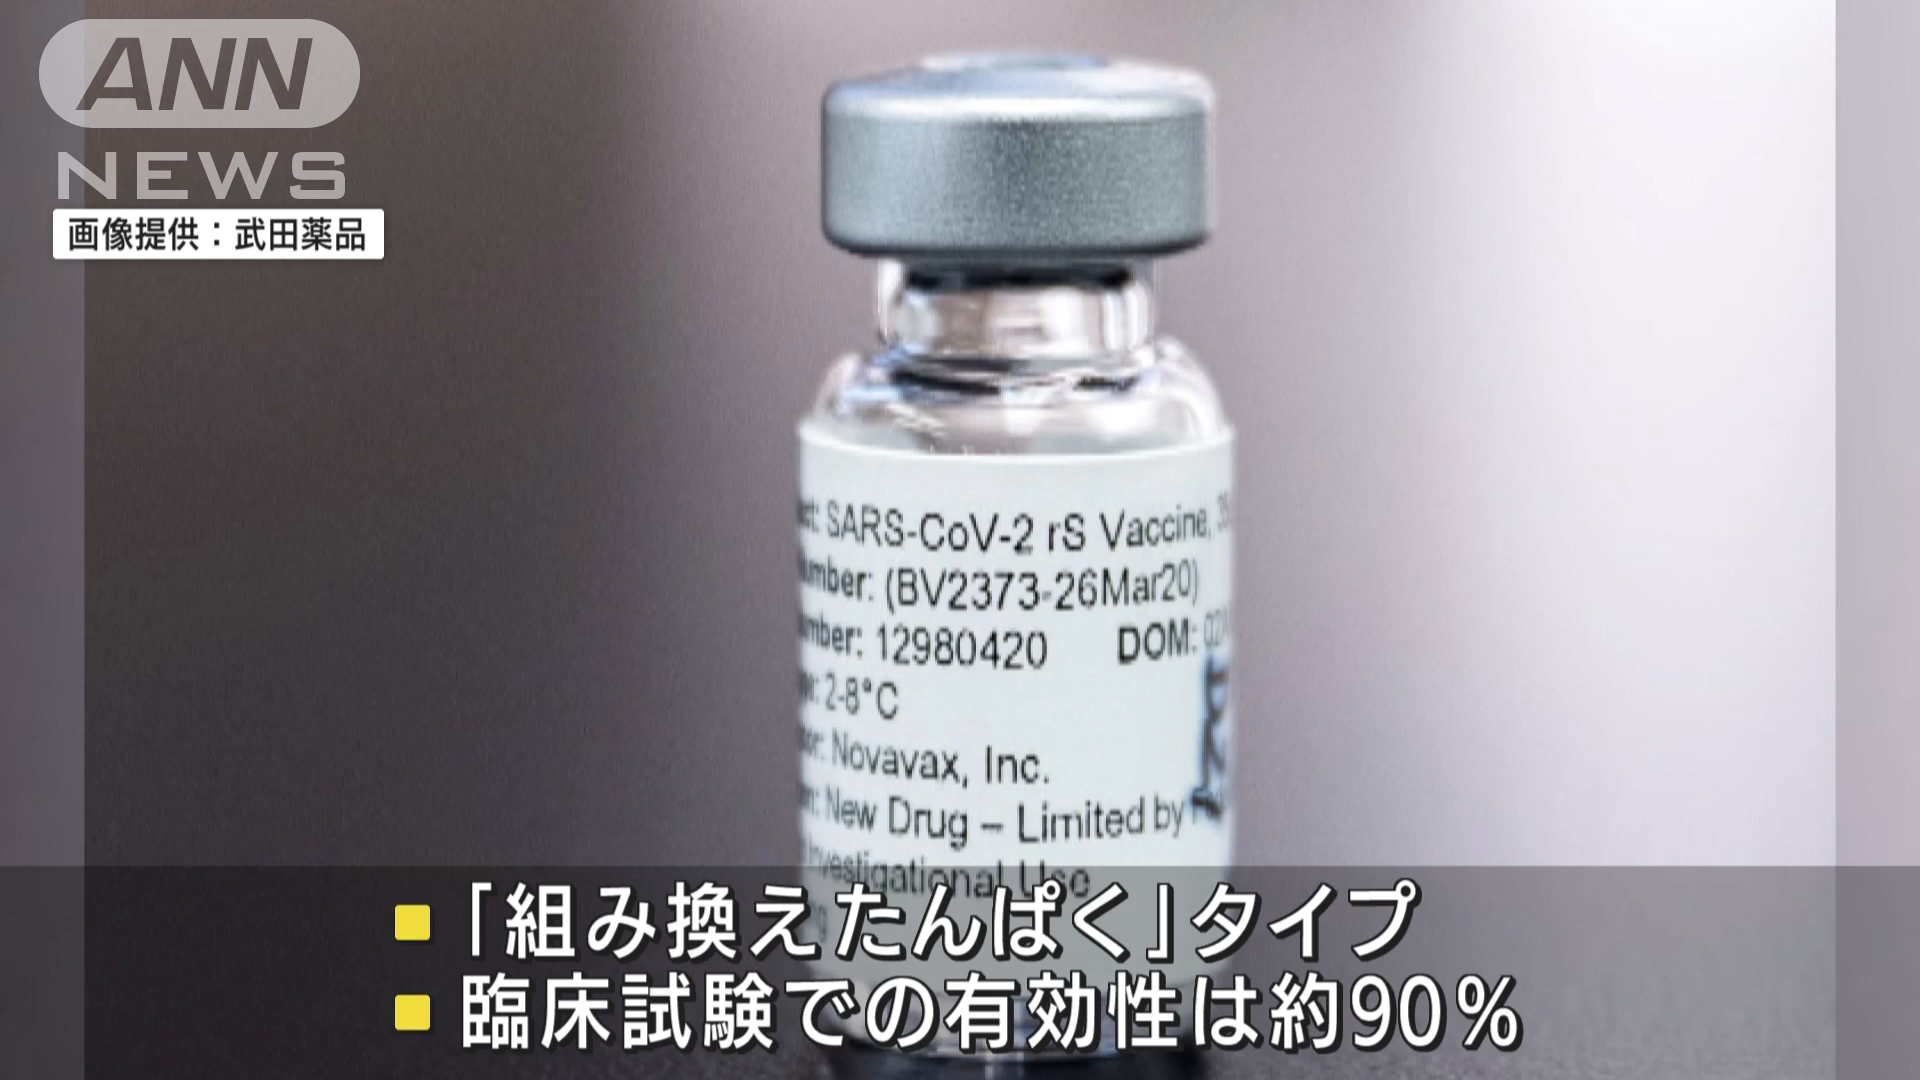 ANN
NEWS
画像提供：武田薬品
SARS-CoV-2 rS Vaccine,
(BV2373-26Mar20)
12980420 DOM:
2-8°C
Novavax, Inc.
New Drug – Limited by
Investigational Use
「組み換えたんぱく」タイプ
臨床試験での有効性は約90％